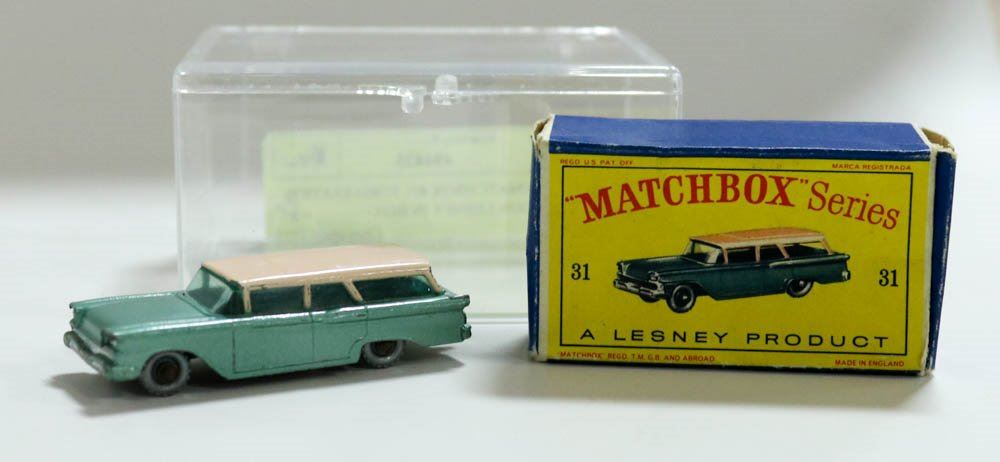 REGD U.S. PAT. OFF.
MARCA REGISTRADA
"MATCHBOX" Series
31
31
A LESNEY PRODUCT
"MATCHBOX" REGD. T.M. G.B. AND ABROAD
MADE IN ENGLAND